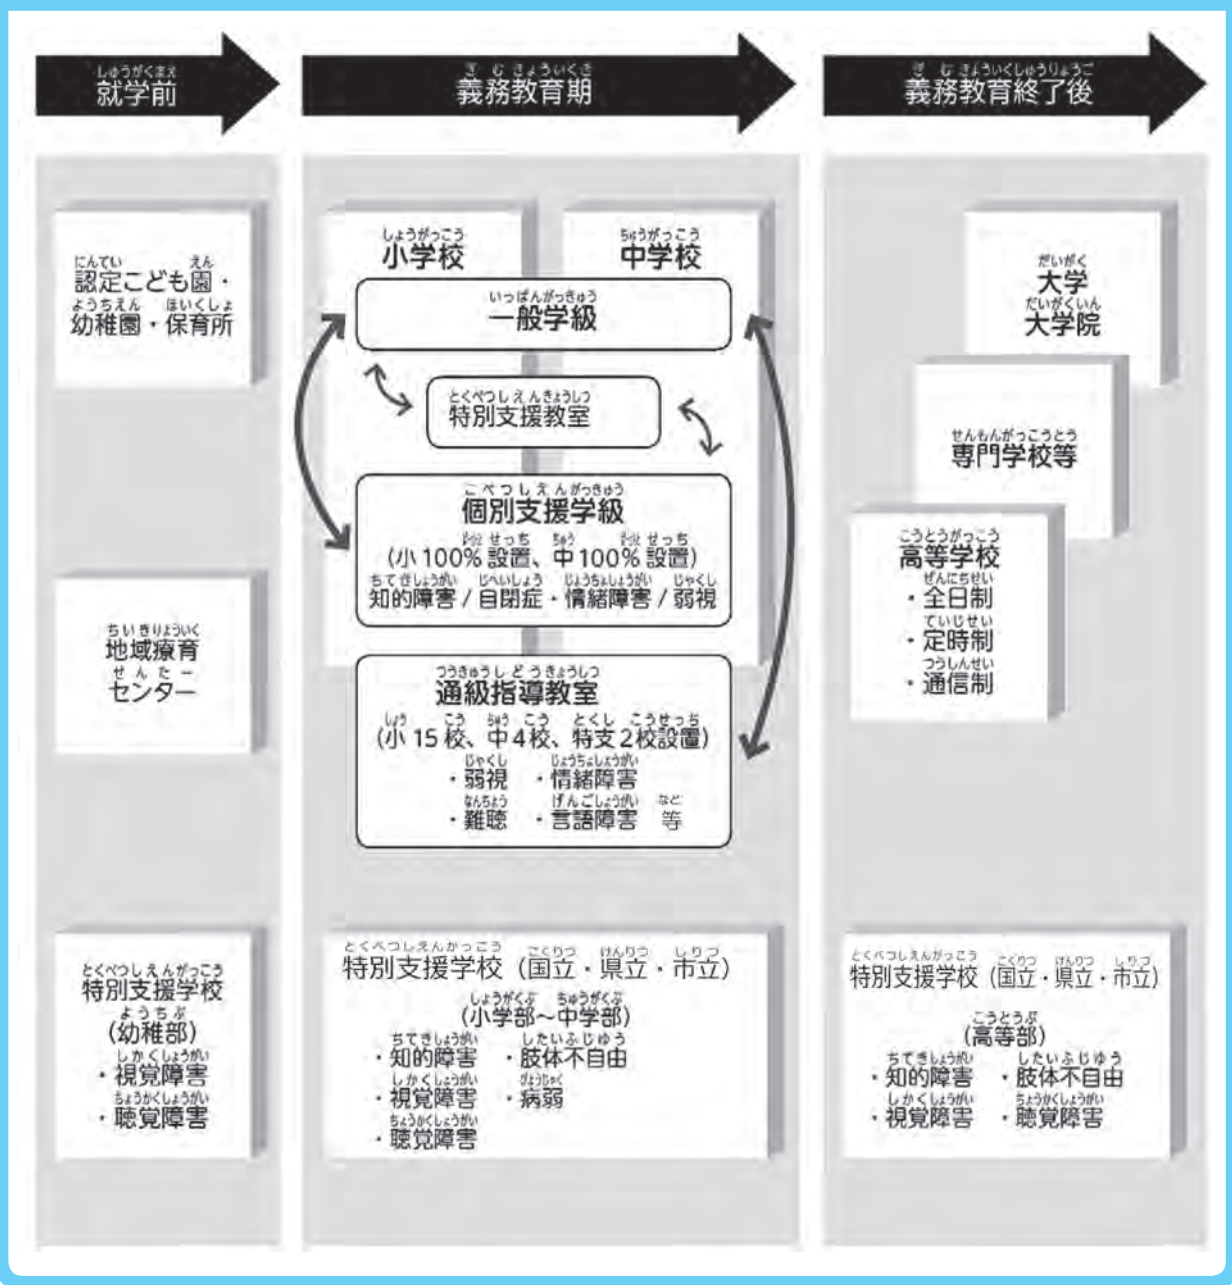 しゅうがくまえ
就学前
ぎむきょういくき
義務教育期
ぎむきょういくしゅうりょうご
義務教育終了後
にんてい えん
認定こども園・
ようちえん ほいくしょ
幼稚園・保育所
ちいきりょういく
地域療育
せんたー
センター
とくべつしえんがっこう
特別支援学校
ようちぶ
(幼稚部)
しかくしょうがい
・視覚障害
ちょうかくしょうがい
・聴覚障害
しょうがっこう
小学校
ちゅうがっこう
中学校
いっぱんがっきゅう
一般学級
とくべつしえんきょうしつ
特別支援教室
こべつしえんがっきゅう
個別支援学級
せっち ちゅう せっち
(小100%設置、中100%設置)
ちてきしょうがい じへいしょう じょうちょしょうがい じゃくし
知的障害/自閉症・情緒障害/弱視
つうきゅうしどうきょうしつ
通級指導教室
しょう こう ちゅう こう とくし こうせっち
(小15校、中4校、特支2校設置)
じゃくし じょうちょしょうがい
・弱視 ・情緒障害
なんちょう げんごしょうがい など
・難聴 ・言語障害 等
とくべつしえんがっこう こくりつ けんりつ しりつ
特別支援学校(国立・県立・市立)
しょうがくぶ ちゅうがくぶ
(小学部～中学部)
ちてきしょうがい したいふじゆう
・知的障害 ・肢体不自由
しかくしょうがい びょうじゃく
・視覚障害 ・病弱
ちょうかくしょうがい
・聴覚障害
だいがく
大学
だいがくいん
大学院
せんもんがっこうとう
専門学校等
こうとうがっこう
高等学校
ぜんにちせい
・全日制
ていじせい
・定時制
つうしんせい
・通信制
とくべつしえんがっこう こくりつ けんりつ しりつ
特別支援学校(国立・県立・市立)
こうとうぶ
(高等部)
ちてきしょうがい したいふじゆう
・知的障害 ・肢体不自由
しかくしょうがい ちょうかくしょうがい
・視覚障害 ・聴覚障害